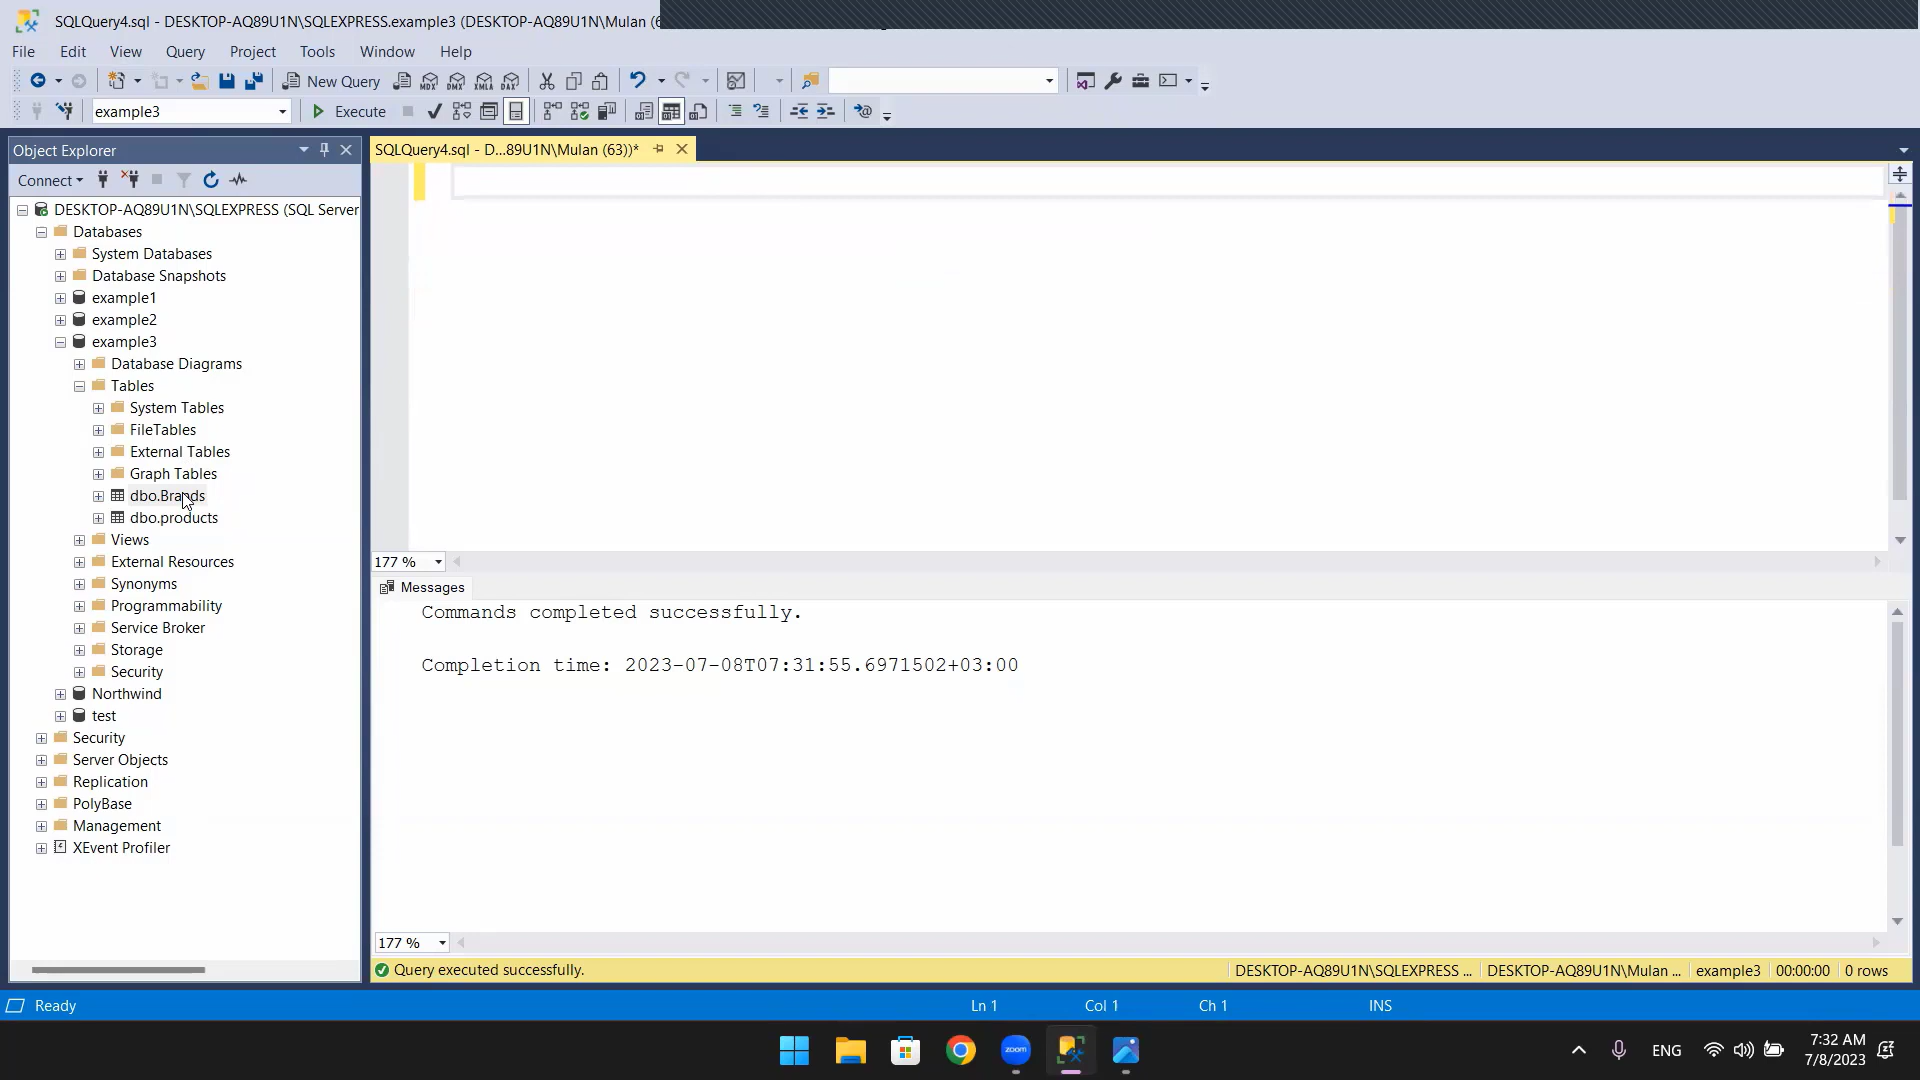 SQLQuery4.sql - DESKTOP-AQ89U1N\SQLEXPRESS.example3 (DESKTOP-AQ89U1N\Mulan (6
File Edit View Query Project Tools Window Help
New Query MDX DMX XMLA DAX
example3 Execute
Object Explorer
SQLQuery4.sql - D...89U1N\Mulan (63))*
Connect
DESKTOP-AQ89U1N\SQLEXPRESS (SQL Server
Databases
System Databases
Database Snapshots
example1
example2
example3
Database Diagrams
Tables
System Tables
FileTables
External Tables
Graph Tables
dbo.Brands
dbo.products
Views
External Resources
Synonyms
Programmability
Service Broker
Storage
Security
Northwind
test
Security
Server Objects
Replication
PolyBase
Management
XEvent Profiler
177 %
Messages
Commands completed successfully.
Completion time: 2023-07-08T07:31:55.6971502+03:00
177 %
Query executed successfully. DESKTOP-AQ89U1N\SQLEXPRESS ... DESKTOP-AQ89U1N\Mulan ... example3 00:00:00 0 rows
Ready Ln 1 Col 1 Ch 1 INS
zoom
ENG
7:32 AM
7/8/2023